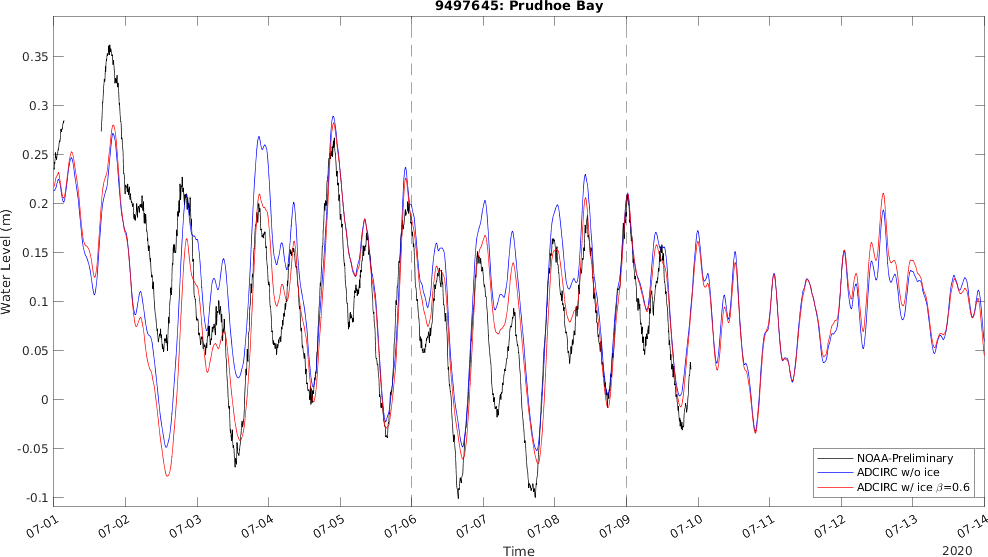 9497645: Prudhoe Bay
Water Level (m)
0.35
0.3
0.25
0.2
0.15
0.1
0.05
0
-0.05
-0.1
NOAA-Preliminary
ADCIRC w/o ice
ADCIRC w/ ice β=0.6
07-01 07-02 07-03 07-04 07-05 07-06 07-07 07-08 07-09 07-10 07-11 07-12 07-13 07-14
Time
2020